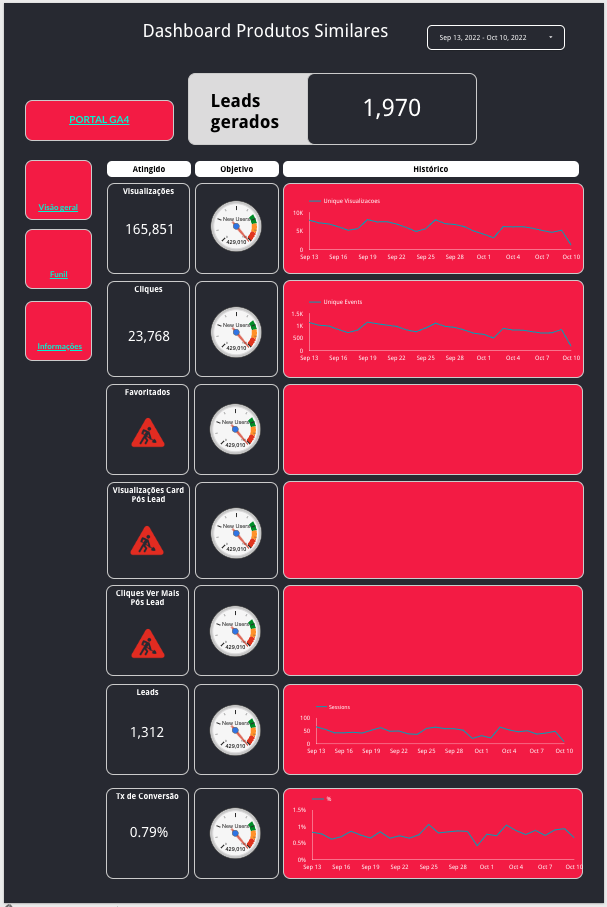 Dashboard Produtos Similares
Sep 13, 2022 - Oct 10, 2022
Leads
gerados
1,970
PORTAL GA4
Visão geral
Funil
Informações
Atingido
Objetivo
Histórico
Visualizações
165,851
New Users
429,010
Unique Visualizacoes
10K
5K
0
Sep 13 Sep 16 Sep 19 Sep 22 Sep 25 Sep 28 Oct 1 Oct 4 Oct 7 Oct 10
Cliques
23,768
New Users
429,010
Unique Events
1.5K
1K
500
0
Sep 13 Sep 16 Sep 19 Sep 22 Sep 25 Sep 28 Oct 1 Oct 4 Oct 7 Oct 10
Favoritados
New Users
429,010
Visualizações Card
Pós Lead
New Users
429,010
Cliques Ver Mais
Pós Lead
New Users
429,010
Leads
1,312
New Users
429,010
Sessions
100
50
0
Sep 13 Sep 16 Sep 19 Sep 22 Sep 25 Sep 28 Oct 1 Oct 4 Oct 7 Oct 10
Tx de Conversão
0.79%
New Users
429,010
%
1.5%
1%
0.5%
0%
Sep 13 Sep 16 Sep 19 Sep 22 Sep 25 Sep 28 Oct 1 Oct 4 Oct 7 Oct 10